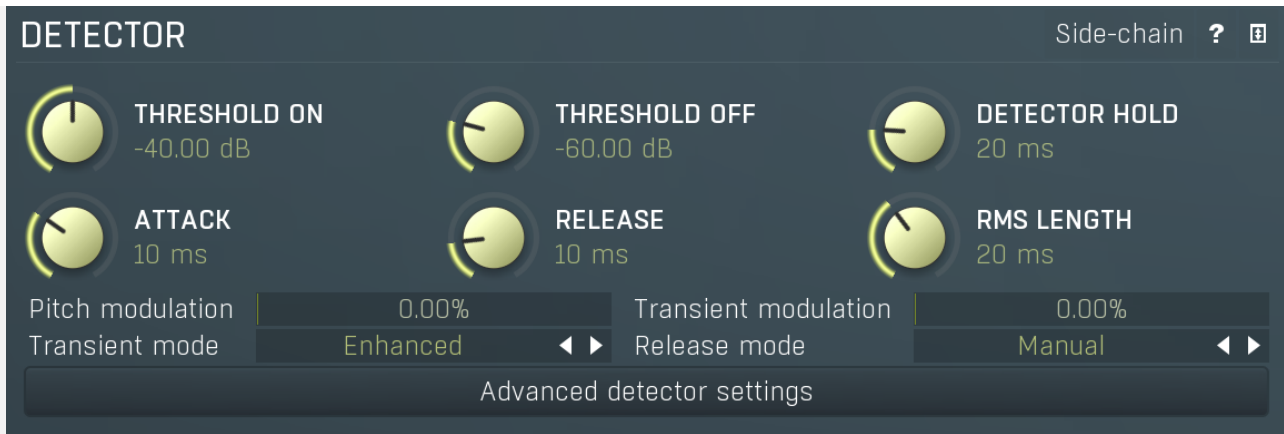 DETECTOR Side-chain ?
THRESHOLD ON THRESHOLD OFF DETECTOR HOLD
-40.00 dB -60.00 dB 20 ms
ATTACK RELEASE RMS LENGTH
10 ms 10 ms 20 ms
Pitch modulation 0.00% Transient modulation 0.00%
Transient mode Enhanced Release mode Manual
Advanced detector settings